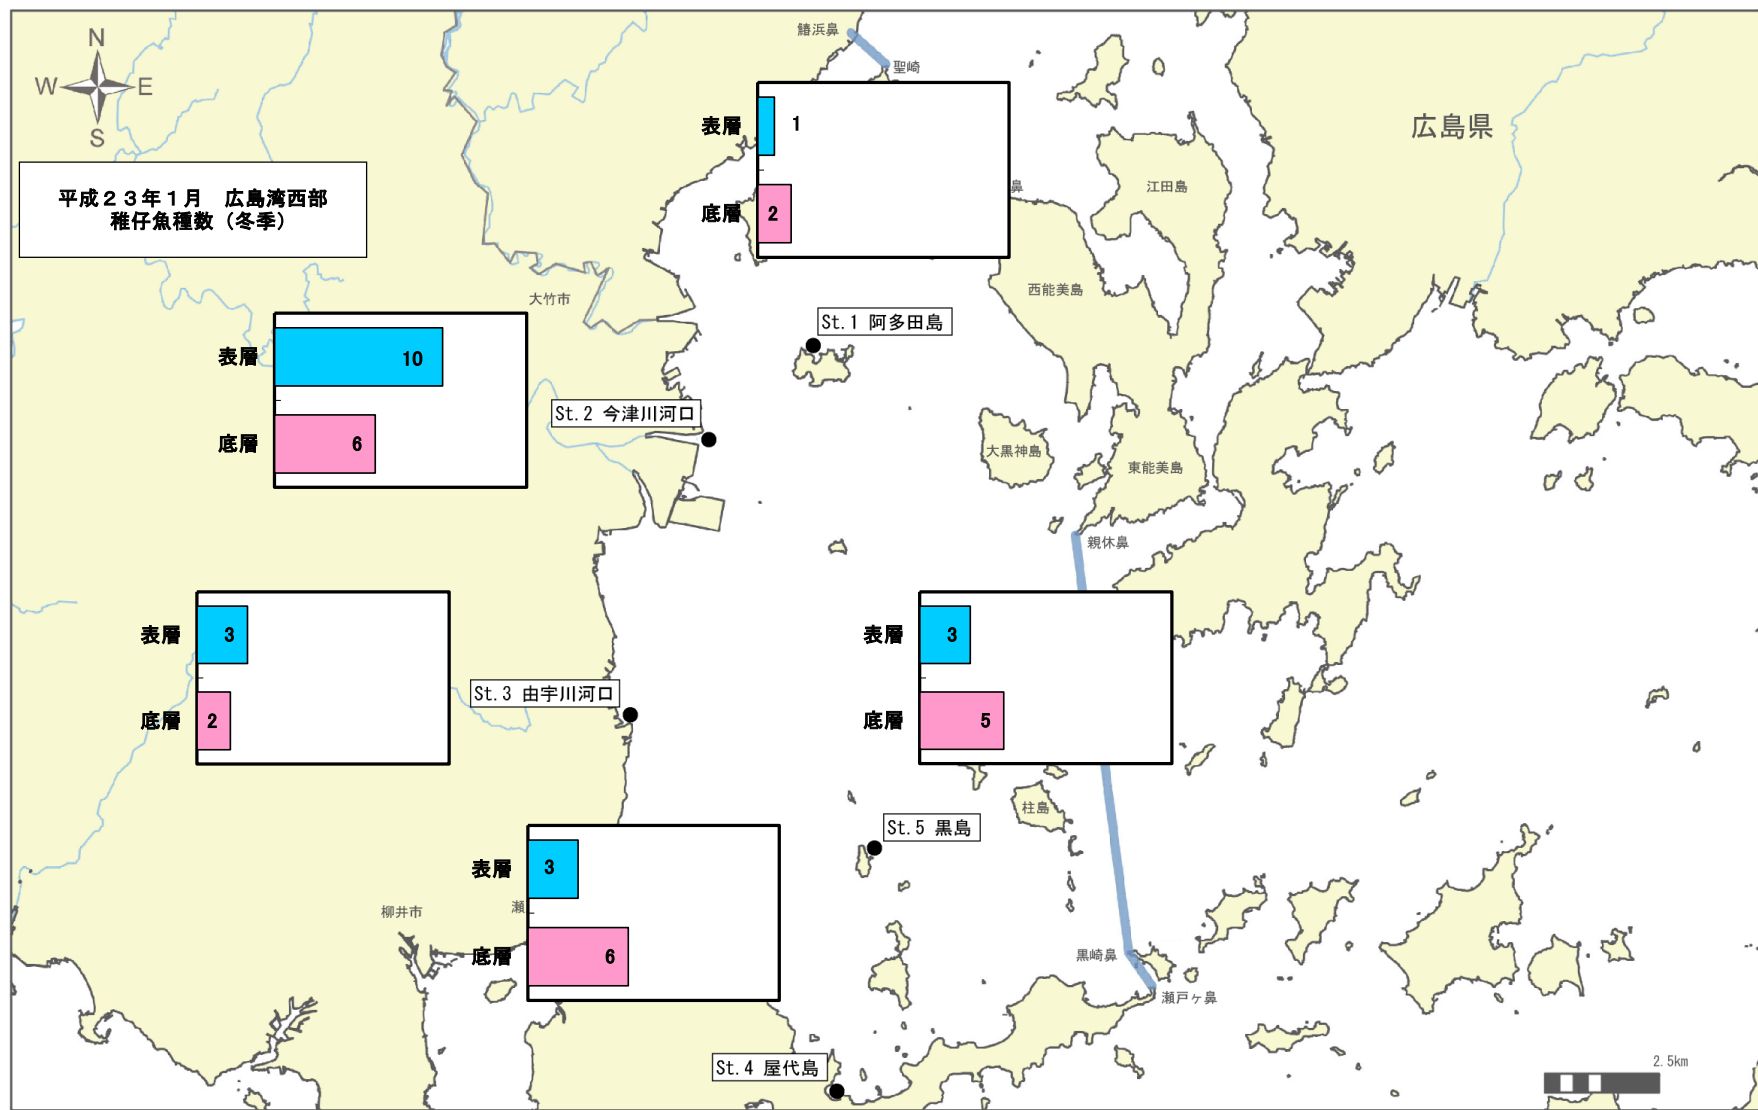 鰆浜鼻
聖崎
N
W
E
S
表層
1
底層
2
鼻
広島県
江田島
平成23年1月 広島湾西部
稚仔魚種数（冬季）
西能美島
大竹市
St.1 阿多田島
表層
10
底層
6
St.2 今津川河口
大黒神島
東能美島
親休鼻
表層
3
底層
2
St.3 由宇川河口
表層
3
底層
5
柱島
St.5 黒島
表層
3
底層
6
柳井市
瀬
黒崎鼻
瀬戸ヶ鼻
St.4 屋代島
2.5km